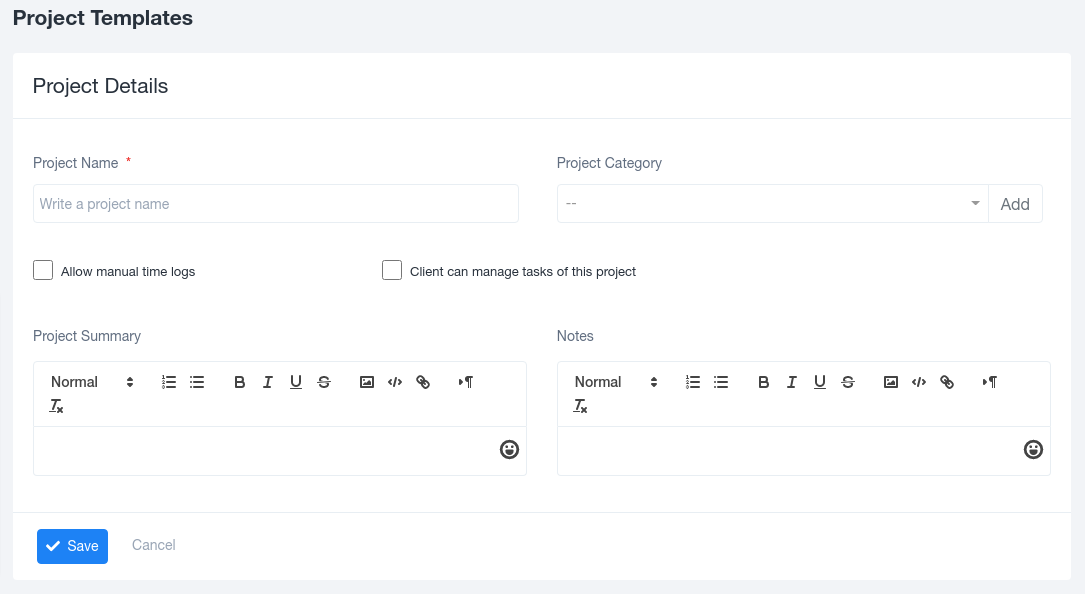 Project Templates
Project Details
Project Name *
Project Category
Write a project name
--
Add
Allow manual time logs
Client can manage tasks of this project
Project Summary
Notes
Normal
Normal
Save
Cancel